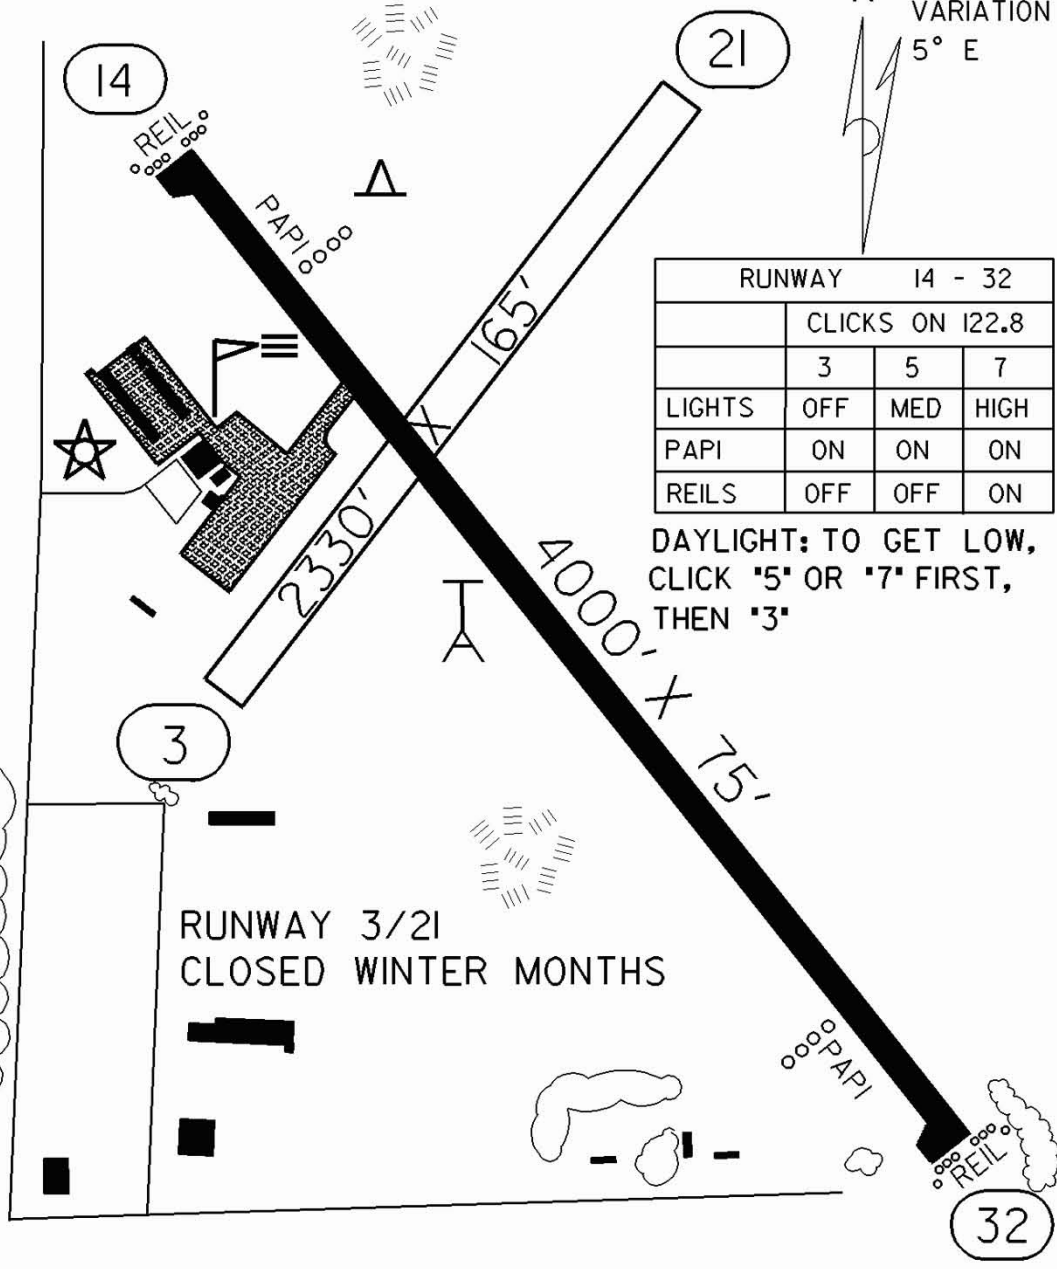 VARIATION
5° E
14
21
REIL
PAPI
165'
X
2330'
RUNWAY 14 - 32
CLICKS ON 122.8
3 5 7
LIGHTS OFF MED HIGH
PAPI ON ON ON
REILS OFF OFF ON
DAYLIGHT: TO GET LOW,
CLICK "5" OR "7" FIRST,
THEN "3"
4000' X 75'
3
RUNWAY 3/21
CLOSED WINTER MONTHS
PAPI
REIL
32